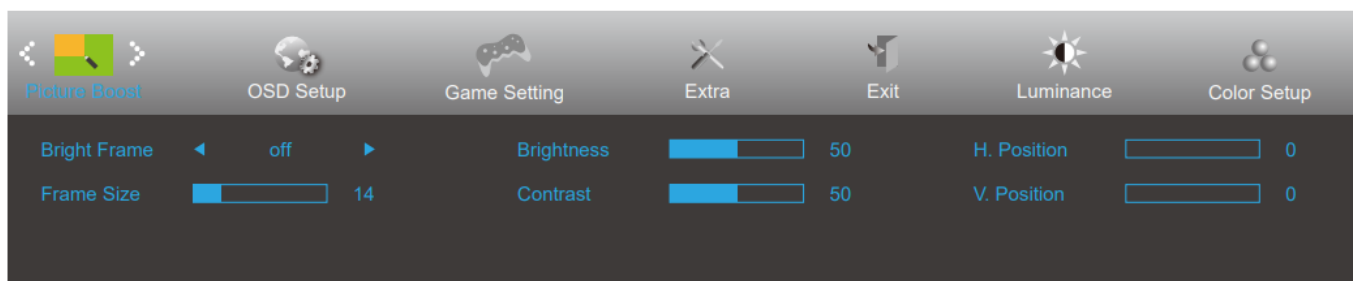 Picture Boost OSD Setup Game Setting Extra Exit Luminance Color Setup
Bright Frame off Brightness 50 H. Position 0
Frame Size 14 Contrast 50 V. Position 0